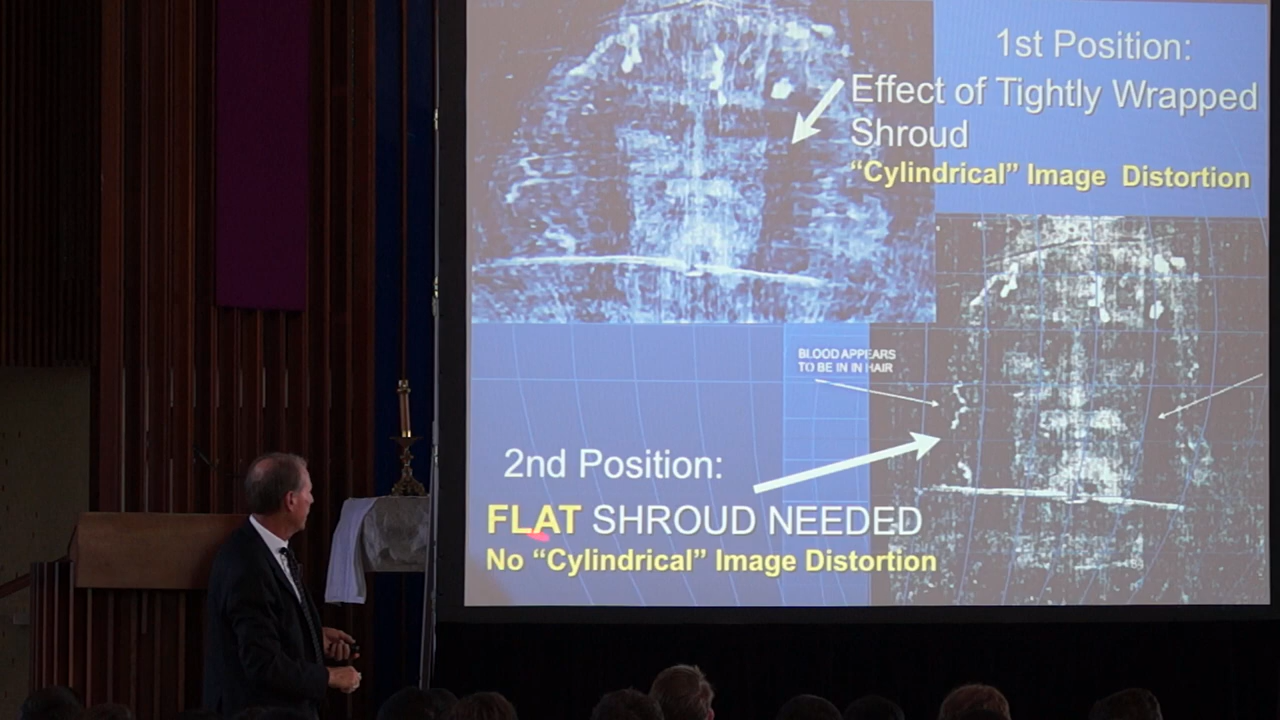 1st Position:
Effect of Tightly Wrapped
Shroud
“Cylindrical” Image Distortion
BLOOD APPEARS
TO BE IN IN HAIR
2nd Position:
FLAT SHROUD NEEDED
No “Cylindrical” Image Distortion